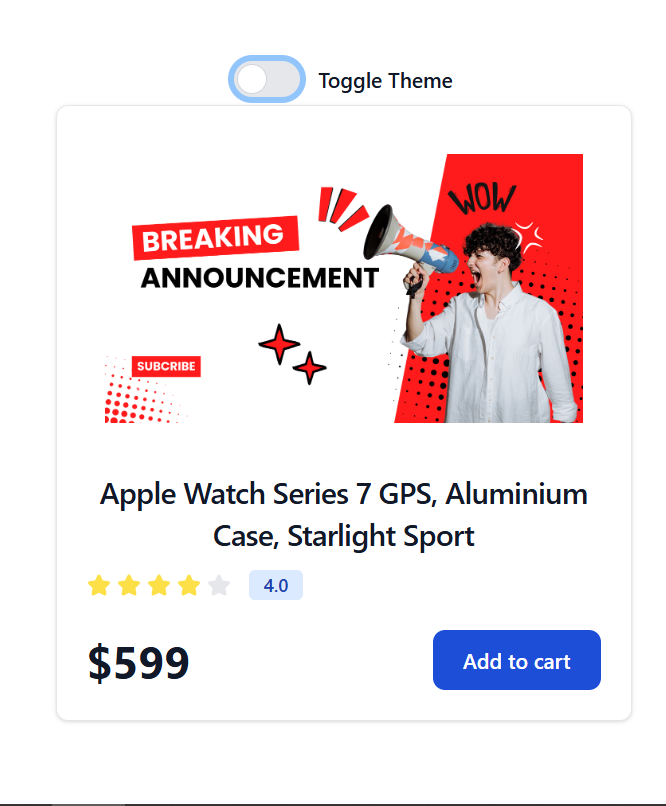 Toggle Theme
WOW
BREAKING
ANNOUNCEMENT
SUBCRIBE
Apple Watch Series 7 GPS, Aluminium
Case, Starlight Sport
4.0
$599
Add to cart